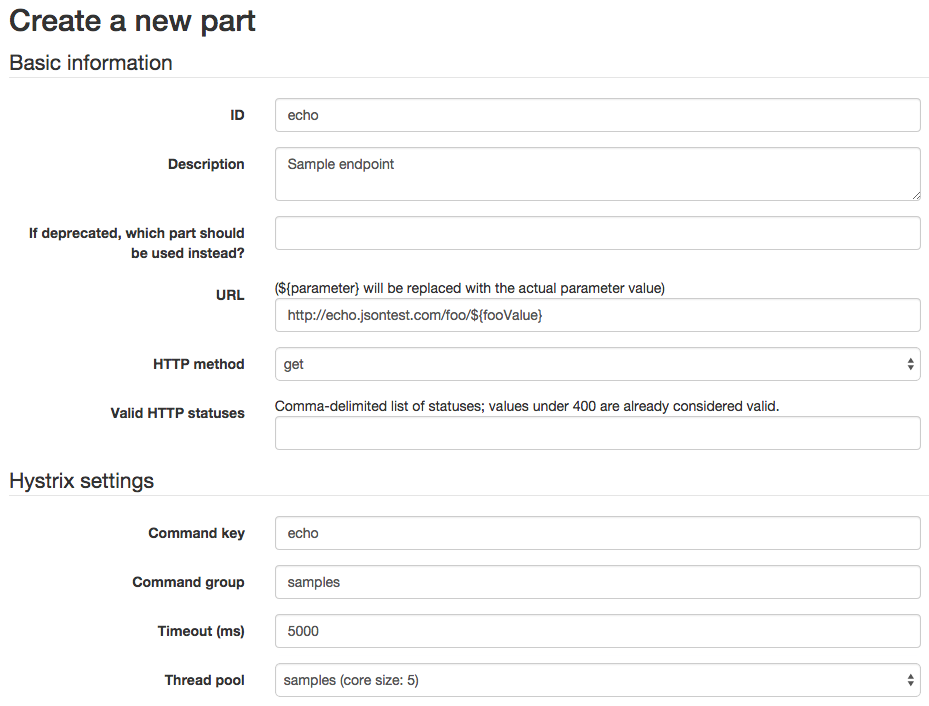 Create a new part
Basic information
ID
echo
Description
Sample endpoint
If deprecated, which part should
be used instead?
URL
(${parameter} will be replaced with the actual parameter value)
http://echo.jsontest.com/foo/${fooValue}
HTTP method
get
Valid HTTP statuses
Comma-delimited list of statuses; values under 400 are already considered valid.
Hystrix settings
Command key
echo
Command group
samples
Timeout (ms)
5000
Thread pool
samples (core size: 5)